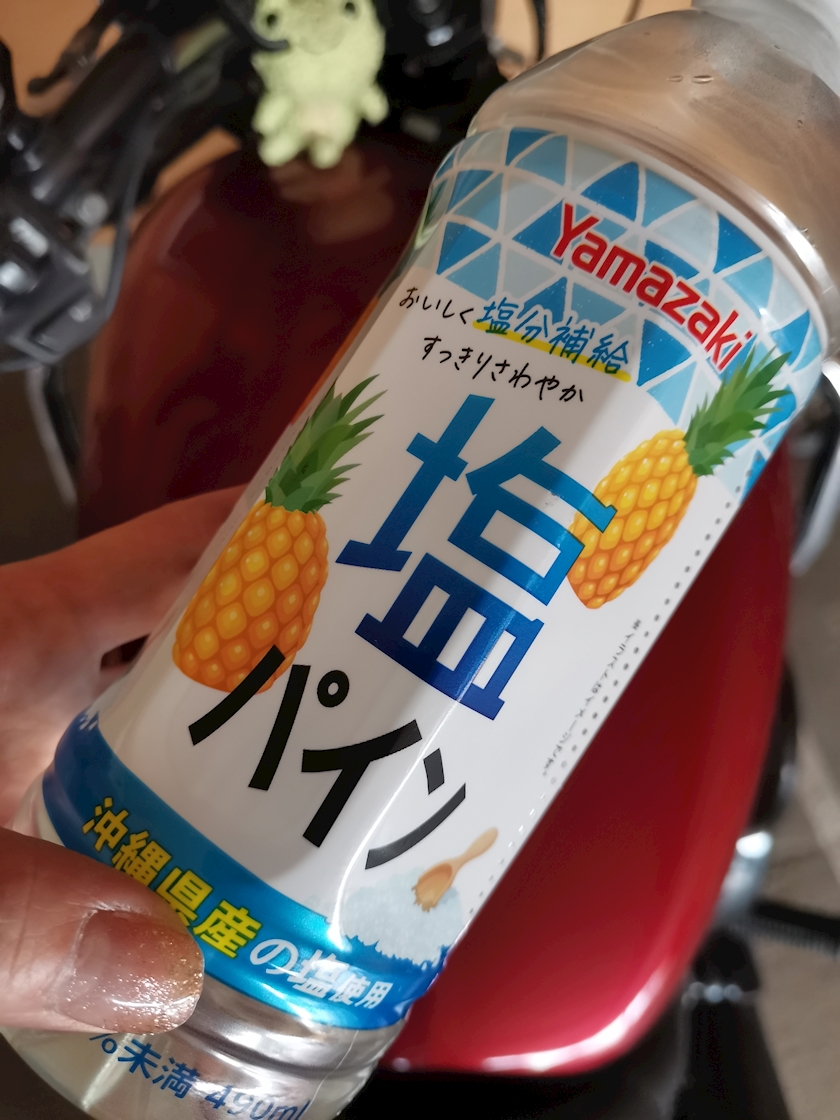 Yamazaki
おいしく塩分補給
すっきりさわやか
塩
パイン
沖縄県産の塩使用
%未満 490ml